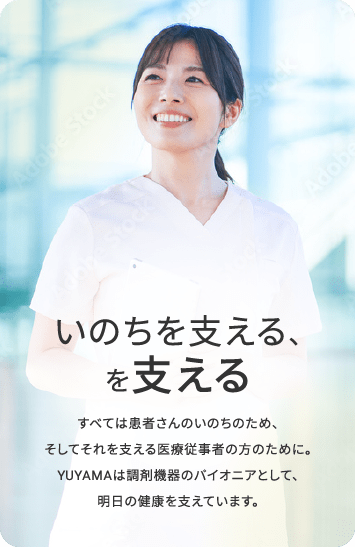 いのちを支える、
を支える
すべては患者さんのいのちのため、
そしてそれを支える医療従事者の方のために。
YUYAMAは調剤機器のパイオニアとして、
明日の健康を支えています。
Adobe Stock